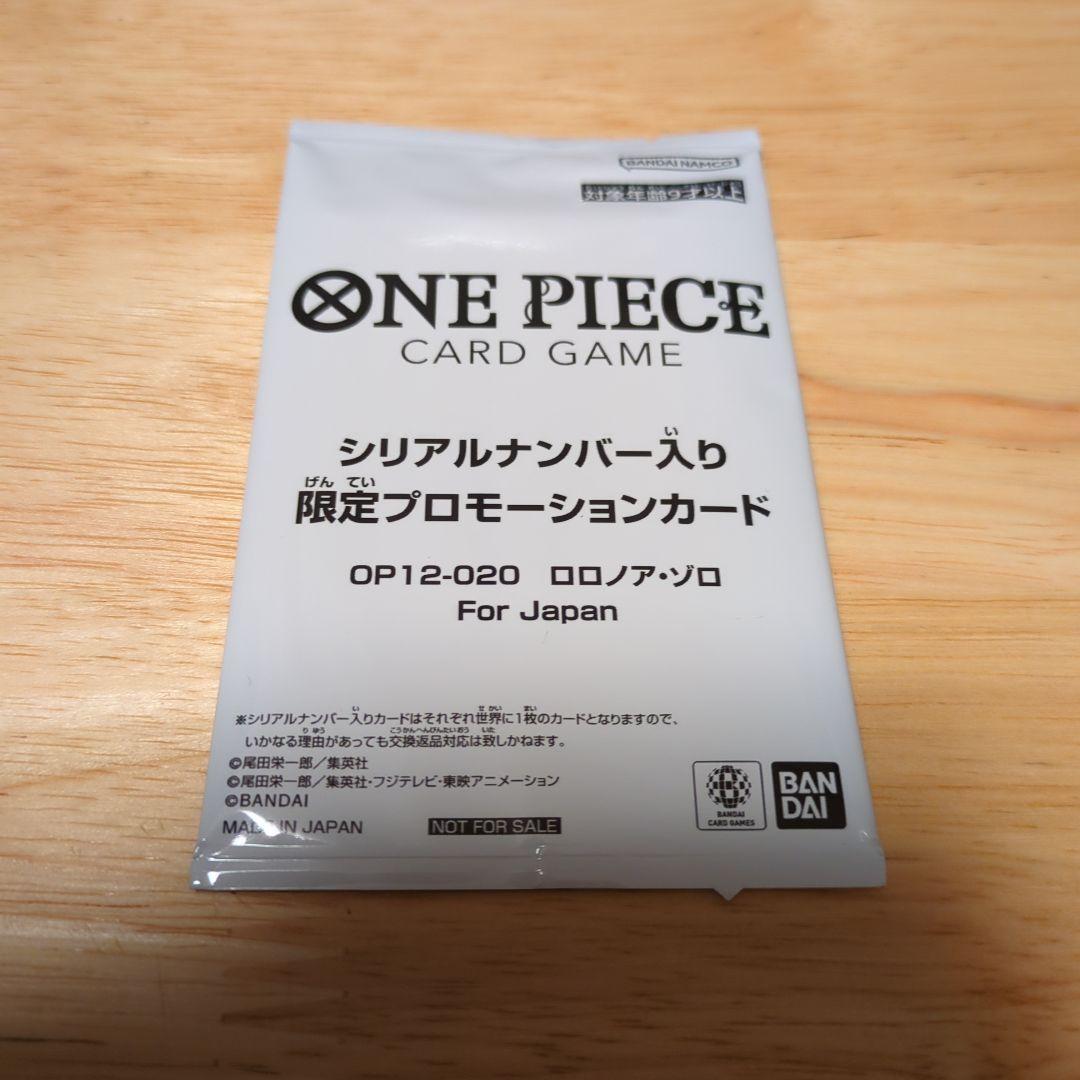 BANDAI NAMCO
対象年齢9才以上
ONE PIECE
CARD GAME
シリアルナンバー入り
限定プロモーションカード
OP12-020 ロロノア・ゾロ
For Japan
※シリアルナンバー入りカードはそれぞれ世界に1枚のカードとなりますので、
いかなる理由があっても交換返品対応は致しかねます。
©尾田栄一郎／集英社
©尾田栄一郎／集英社・フジテレビ・東映アニメーション
©BANDAI
MADE IN JAPAN NOT FOR SALE
BANDAI
CARD GAMES
BAN
DAI